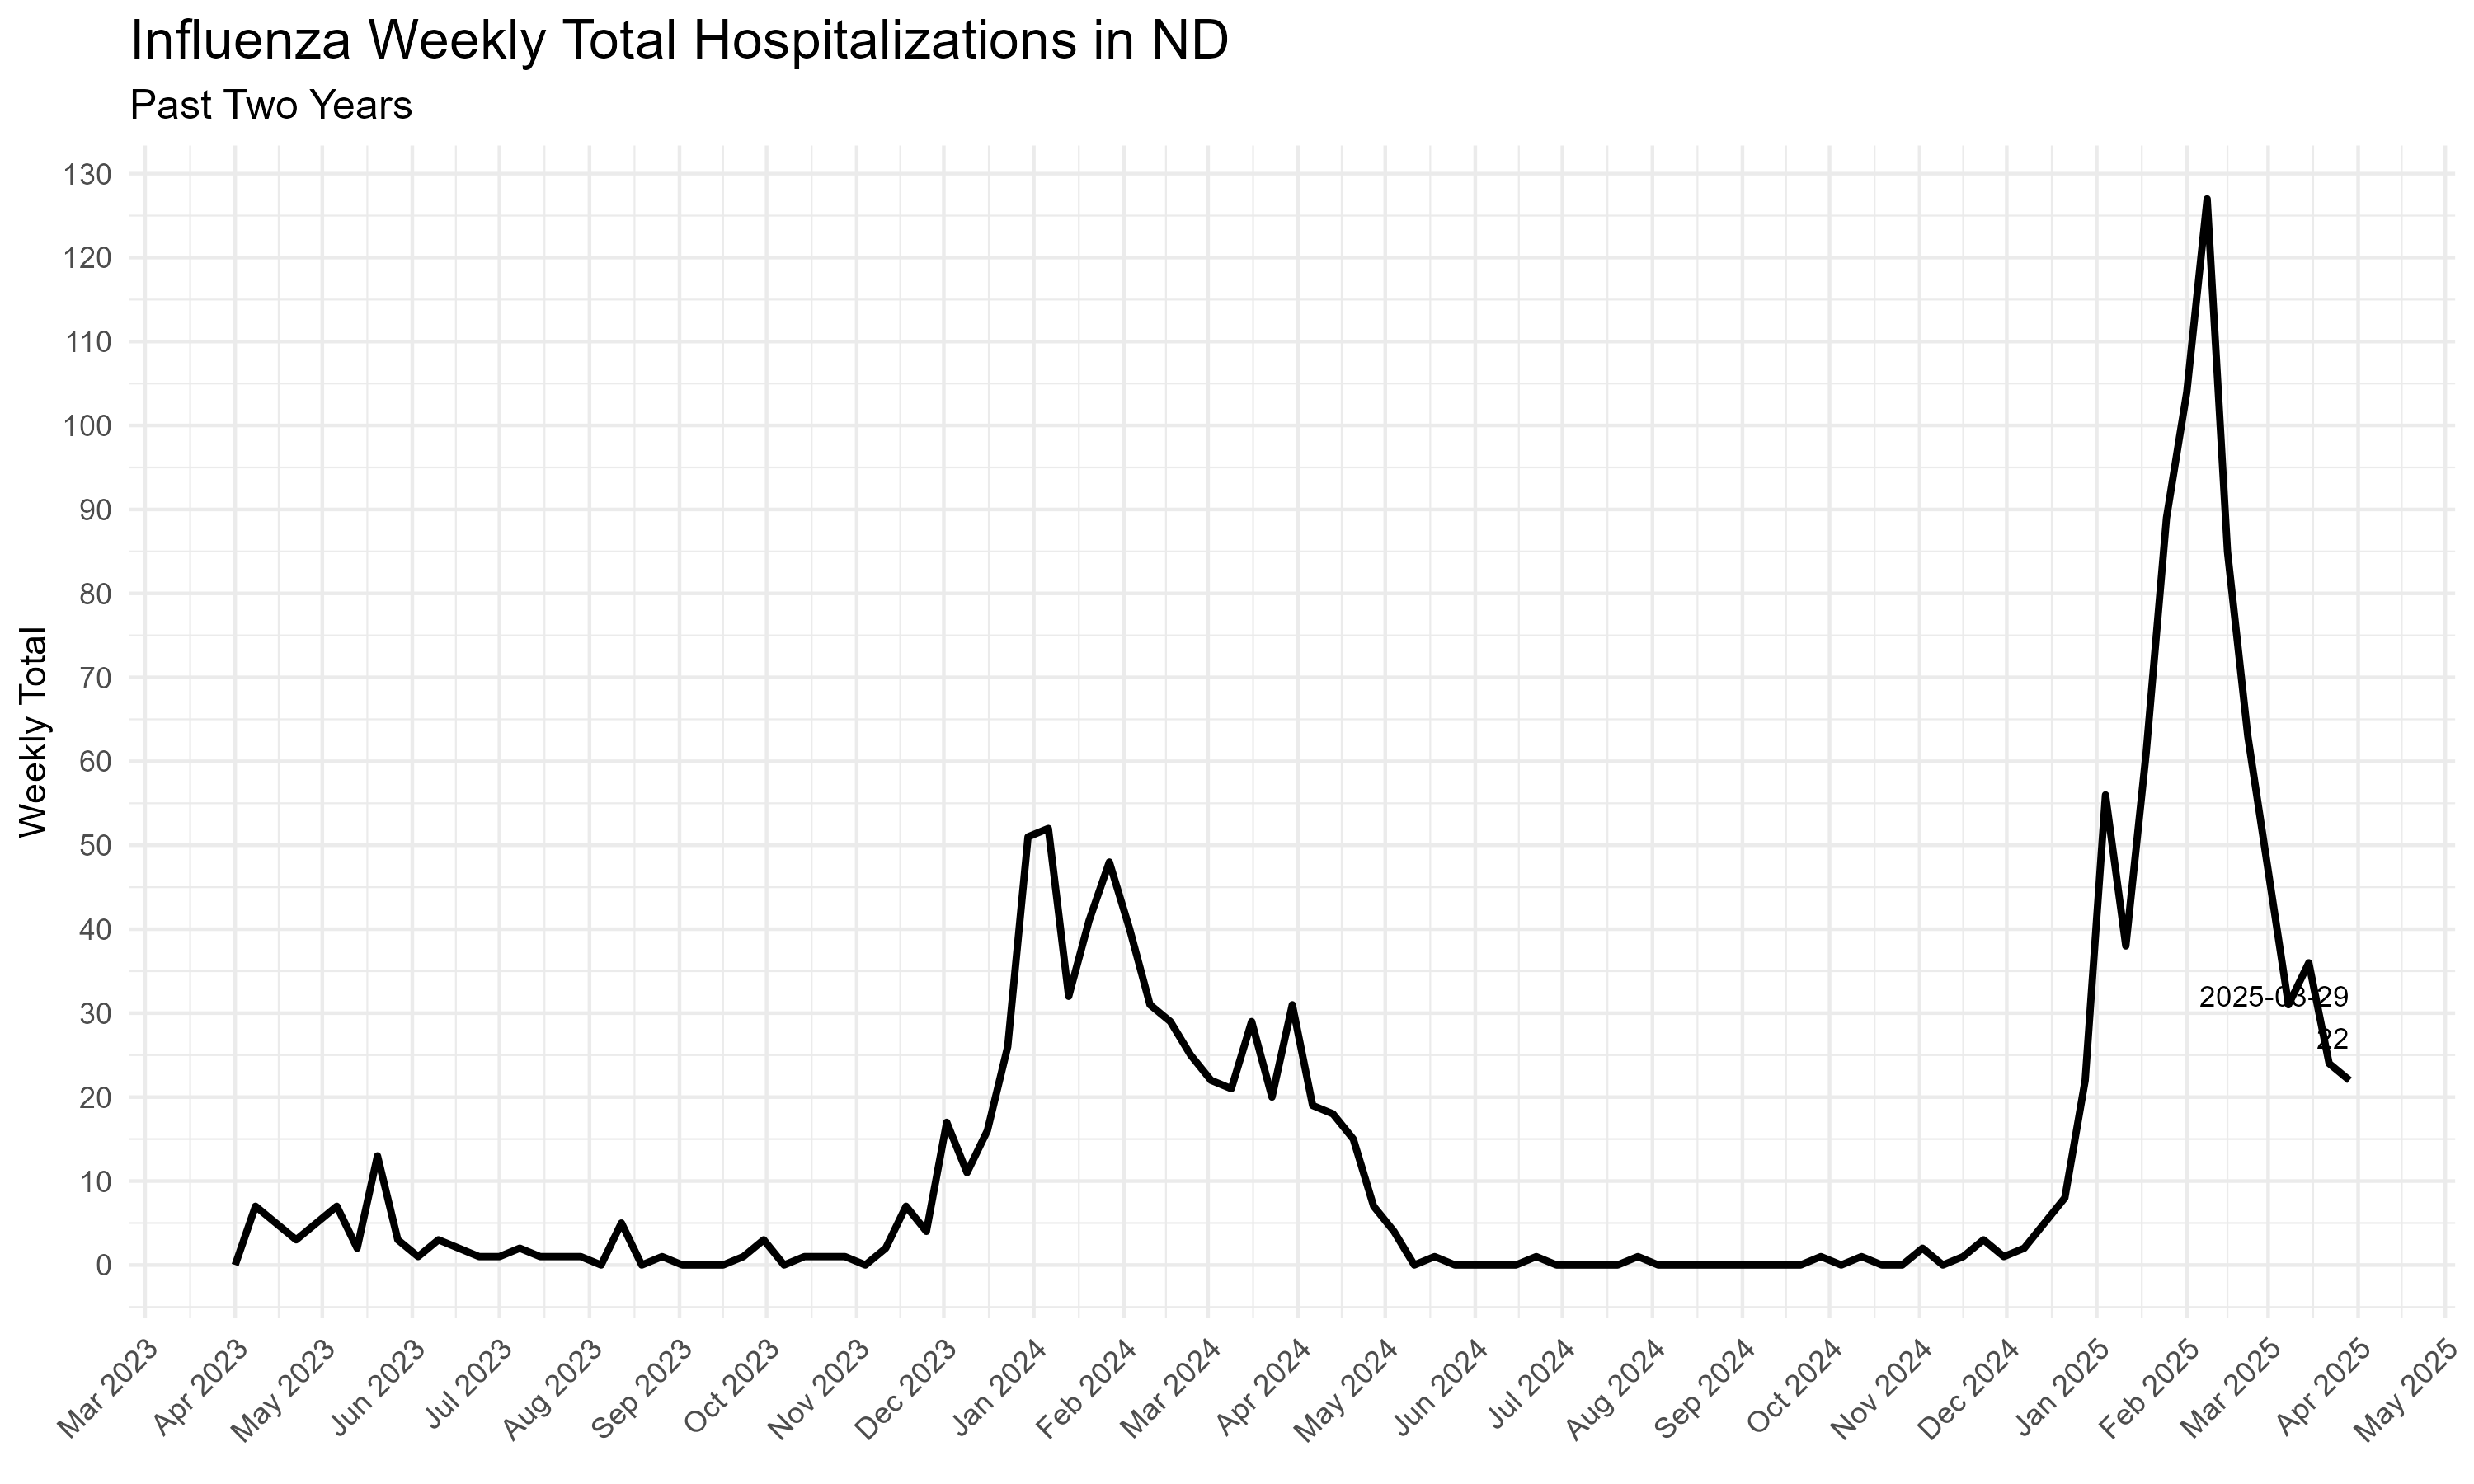 Influenza Weekly Total Hospitalizations in ND
Past Two Years
Weekly Total
130
120
110
100
90
80
70
60
50
40
30
20
10
0
2025-03-29
22
Mar 2023
Apr 2023
May 2023
Jun 2023
Jul 2023
Aug 2023
Sep 2023
Oct 2023
Nov 2023
Dec 2023
Jan 2024
Feb 2024
Mar 2024
Apr 2024
May 2024
Jun 2024
Jul 2024
Aug 2024
Sep 2024
Oct 2024
Nov 2024
Dec 2024
Jan 2025
Feb 2025
Mar 2025
Apr 2025
May 2025